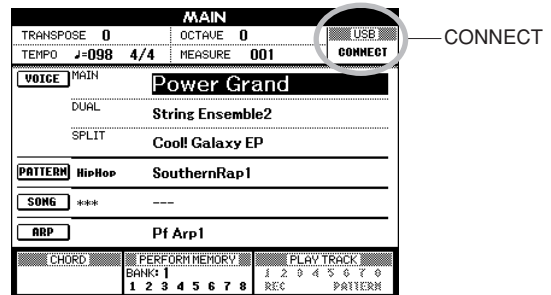 MAIN
TRANSPOSE 0 OCTAVE 0 USB
TEMPO ♩=098 4/4 MEASURE 001 CONNECT
CONNECT
VOICE MAIN Power Grand
DUAL String Ensemble2
SPLIT Cool! Galaxy EP
PATTERN HipHop SouthernRap1
SONG *** ---
ARP Pf Arp1
CHORD PERFORM MEMORY PLAY TRACK
BANK: 1 1 2 3 4 5 6 7 8
1 2 3 4 5 6 7 8 REC PATTERN